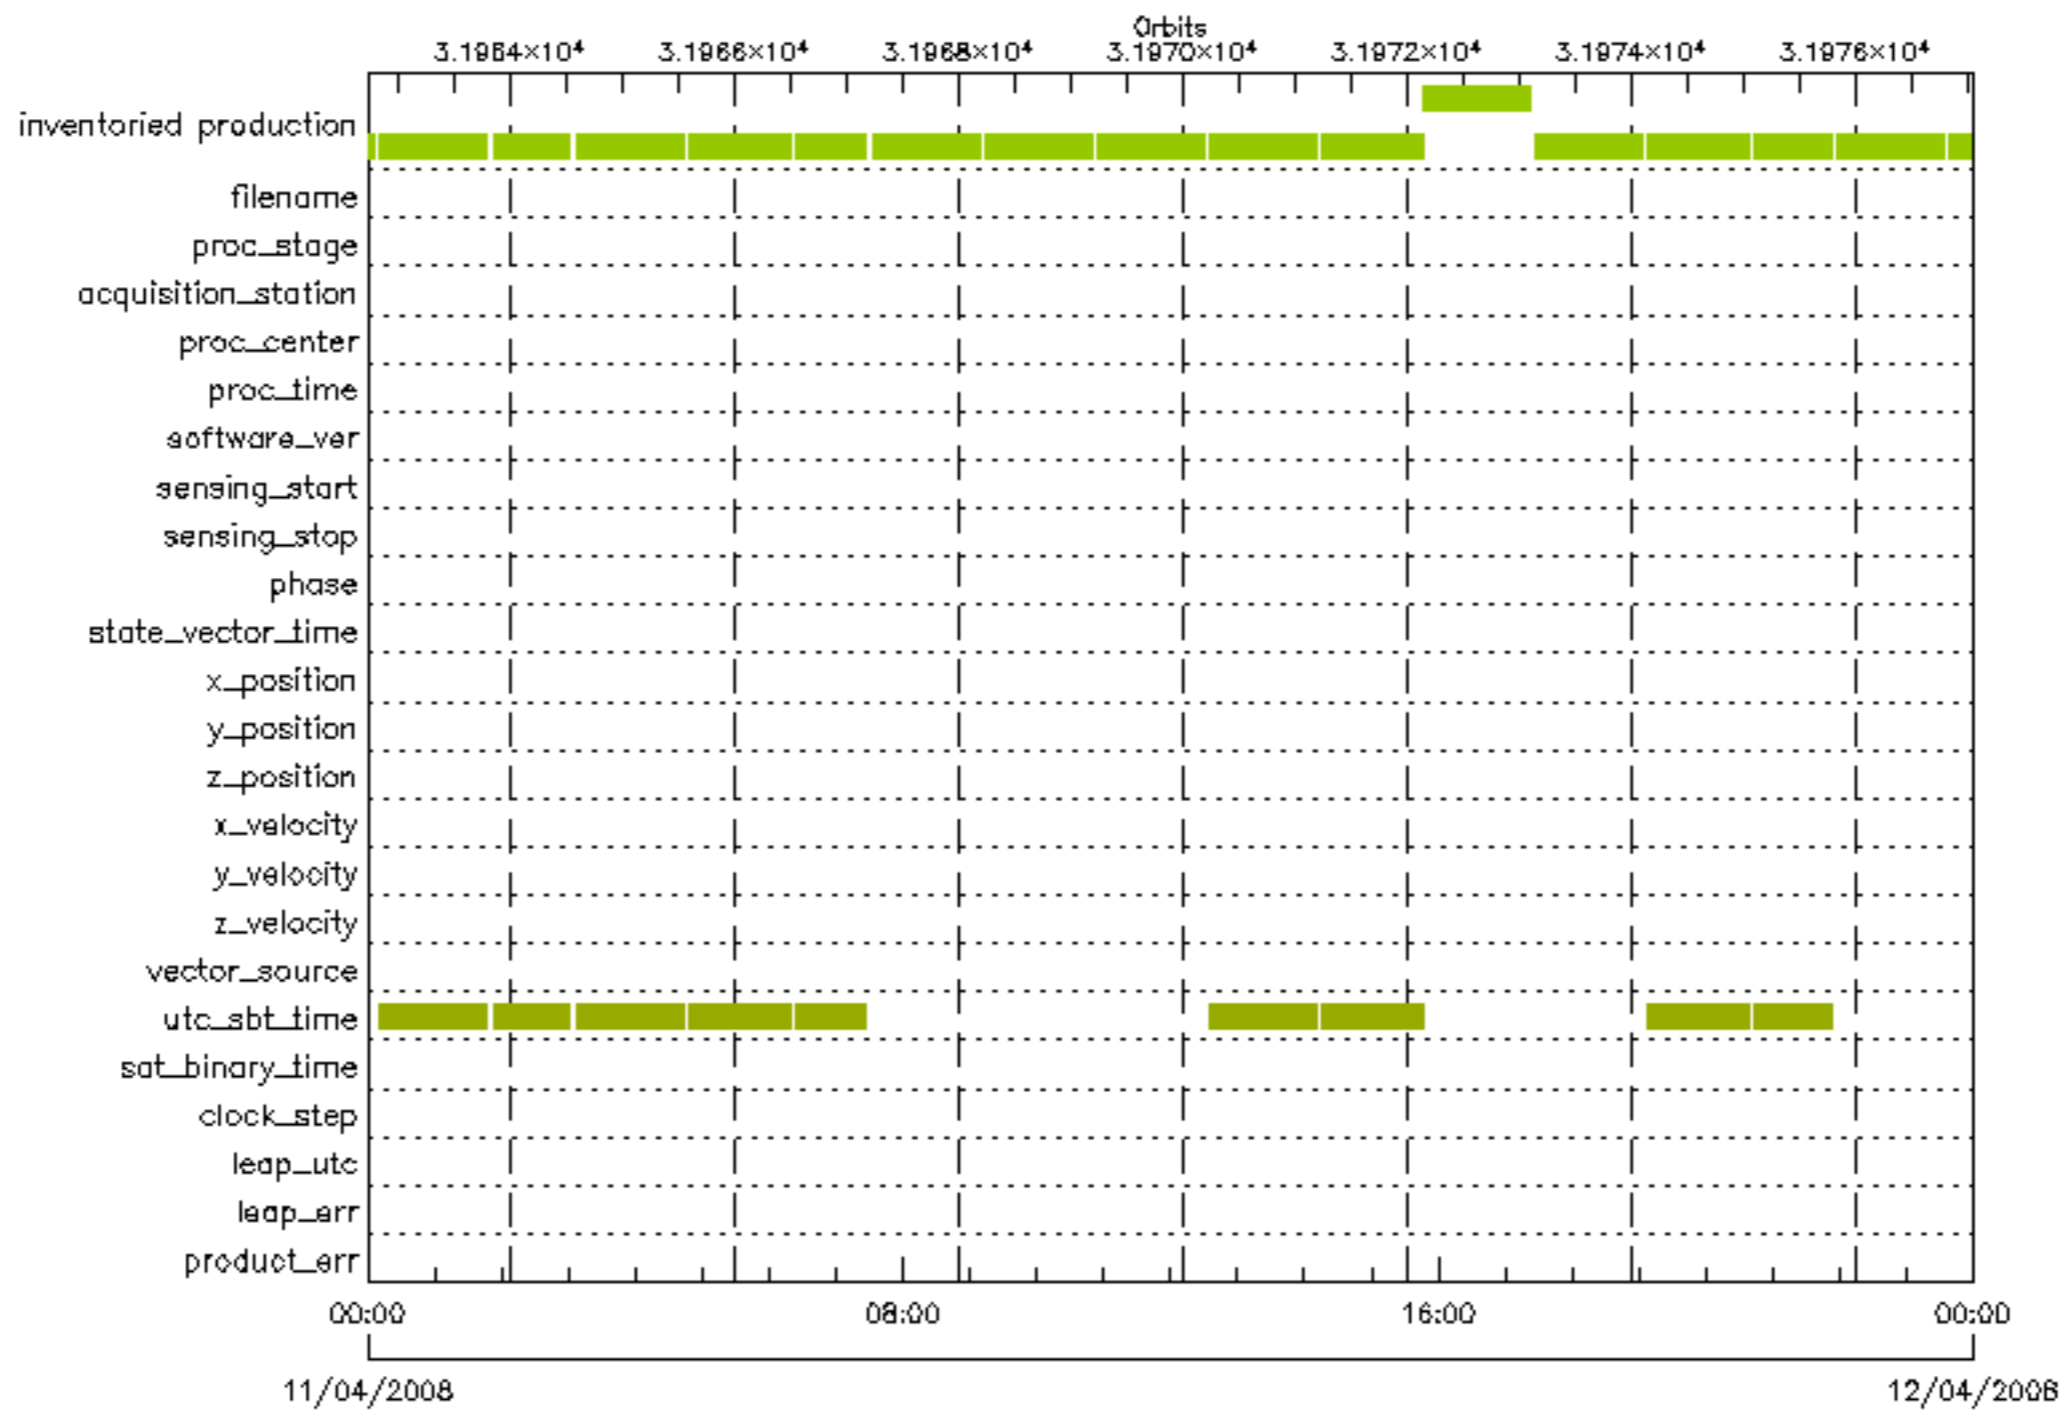 Orbits
3.1964×10⁴ 3.1966×10⁴ 3.1968×10⁴ 3.1970×10⁴ 3.1972×10⁴ 3.1974×10⁴ 3.1976×10⁴
inventoried production
filename
proc_stage
acquisition_station
proc_center
proc_time
software_ver
sensing_start
sensing_stop
phase
state_vector_time
x_position
y_position
z_position
x_velocity
y_velocity
z_velocity
vector_source
utc_sbt_time
sat_binary_time
clock_step
leap_utc
leap_err
product_err
00:00 08:00 16:00 00:00
11/04/2008 12/04/2008